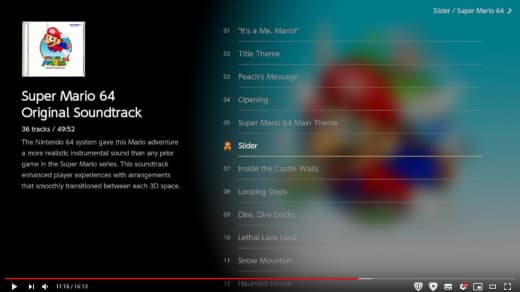 Slider / Super Mario 64 ♪
Super Mario 64
Original Soundtrack
36 tracks / 49:52
The Nintendo 64 system gave this Mario adventure
a more realistic instrumental sound than any prior
game in the Super Mario series. This soundtrack
enhanced player experiences with arrangements
that smoothly transitioned between each 3D space.
01 "It's a Me, Mario!"
02 Title Theme
03 Peach's Message
04 Opening
05 Super Mario 64 Main Theme
Slider
07 Inside the Castle Walls
08 Looping Steps
09 Dire, Dire Docks
10 Lethal Lava Land
11 Snow Mountain
12 Haunted House